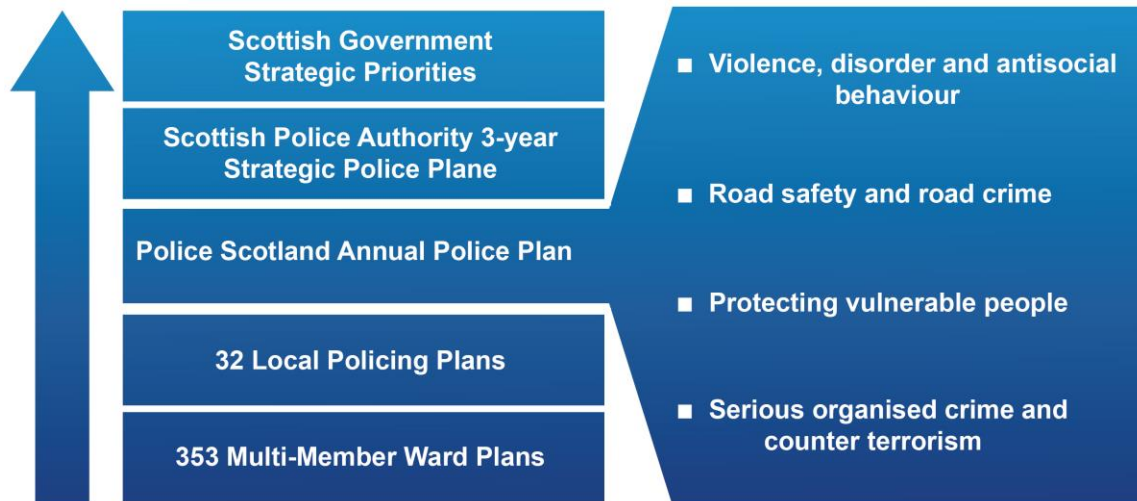 Scottish Government
Strategic Priorities
Scottish Police Authority 3-year
Strategic Police Plane
Police Scotland Annual Police Plan
32 Local Policing Plans
353 Multi-Member Ward Plans
■ Violence, disorder and antisocial
behaviour
■ Road safety and road crime
■ Protecting vulnerable people
■ Serious organised crime and
counter terrorism